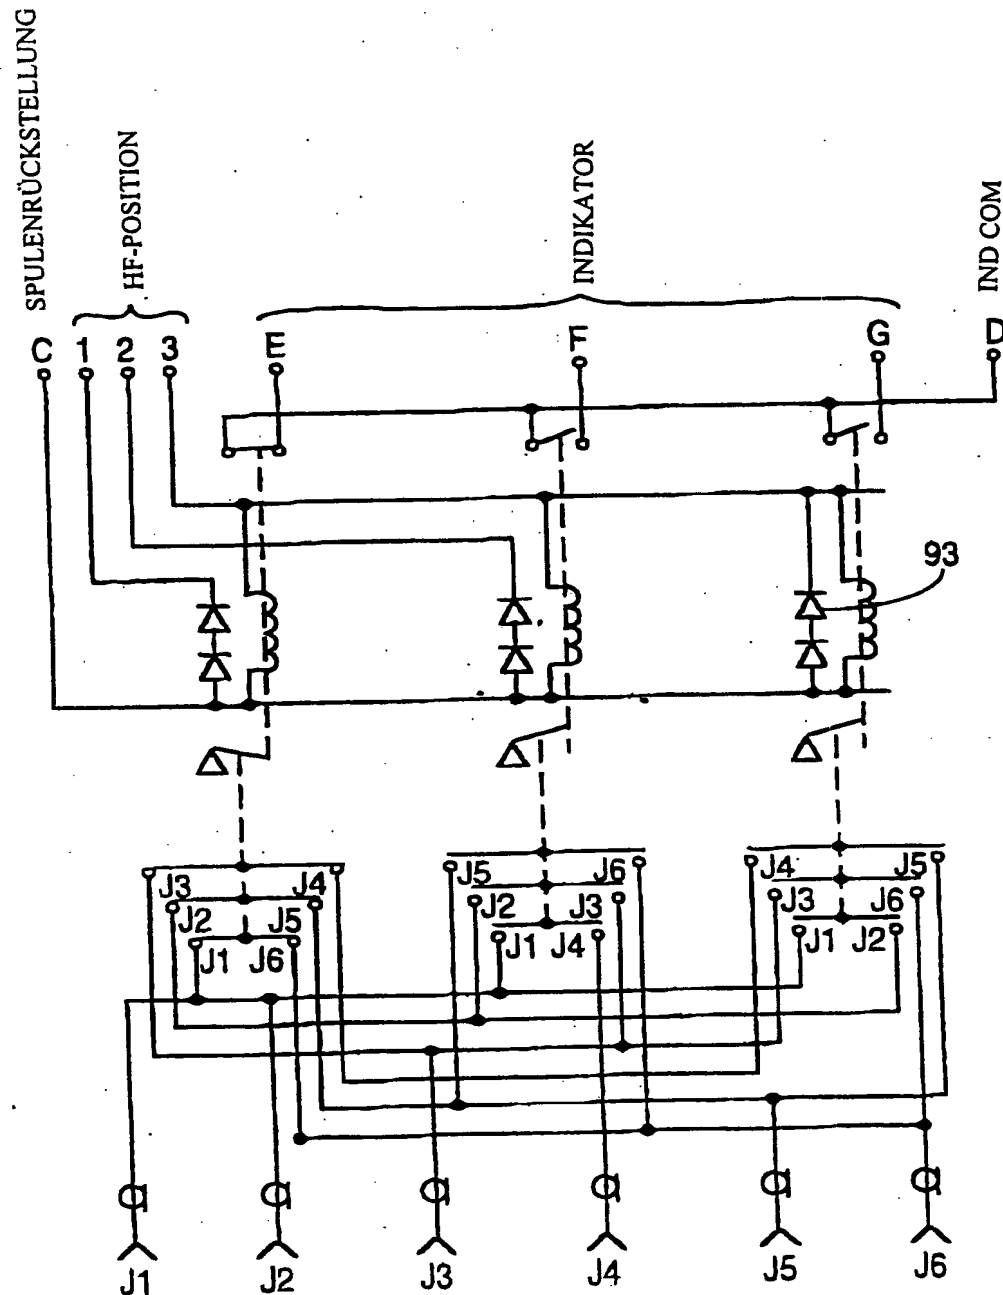 SPULENRÜCKSTELLUNG
HF-POSITION
INDIKATOR
IND COM
C 1 2 3 E F G D
93
J3 J4 J5 J6 J4 J5
J2 J5 J2 J3 J3 J6
J1 J6 J1 J4 J1 J2
J1 J2 J3 J4 J5 J6